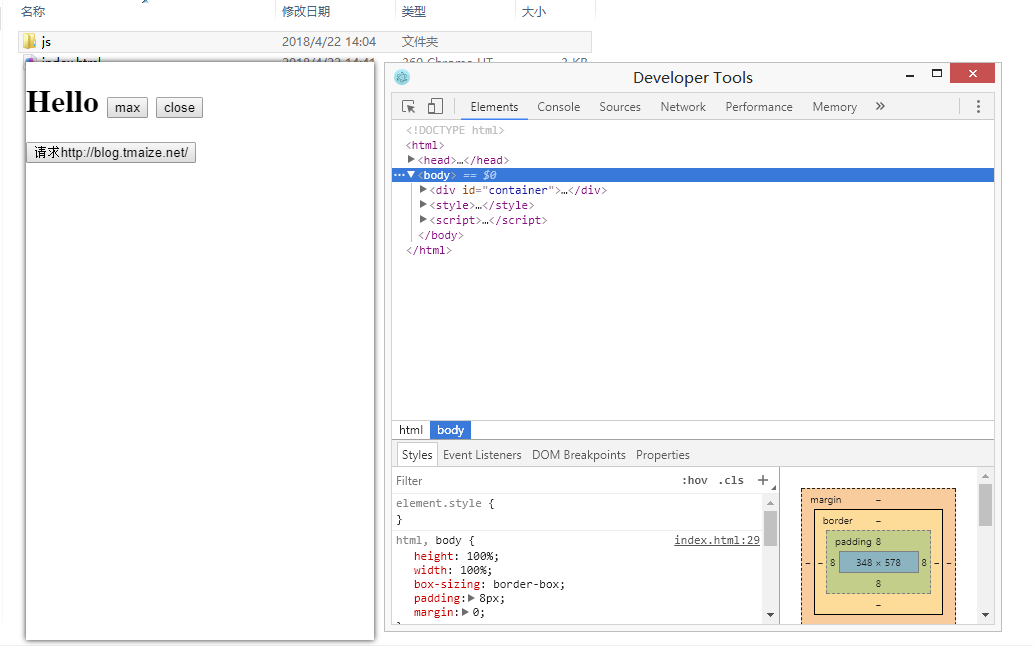 名称 修改日期 类型 大小
js 2018/4/22 14:04 文件夹
index.html 2018/4/22 14:41 360 Chrome HT... 2 KB
Hello max close
请求http://blog.tmaize.net/
Developer Tools
Elements Console Sources Network Performance Memory »
<!DOCTYPE html>
<html>
<head>…</head>
<body> == $0
<div id="container">…</div>
<style>…</style>
<script>…</script>
</body>
</html>
html body
Styles Event Listeners DOM Breakpoints Properties
Filter :hov .cls +
element.style {
}
html, body { index.html:29
height: 100%;
width: 100%;
box-sizing: border-box;
padding: 8px;
margin: 0;
}
margin –
border –
padding 8
– – 8 348 × 578 8 – –
8
–